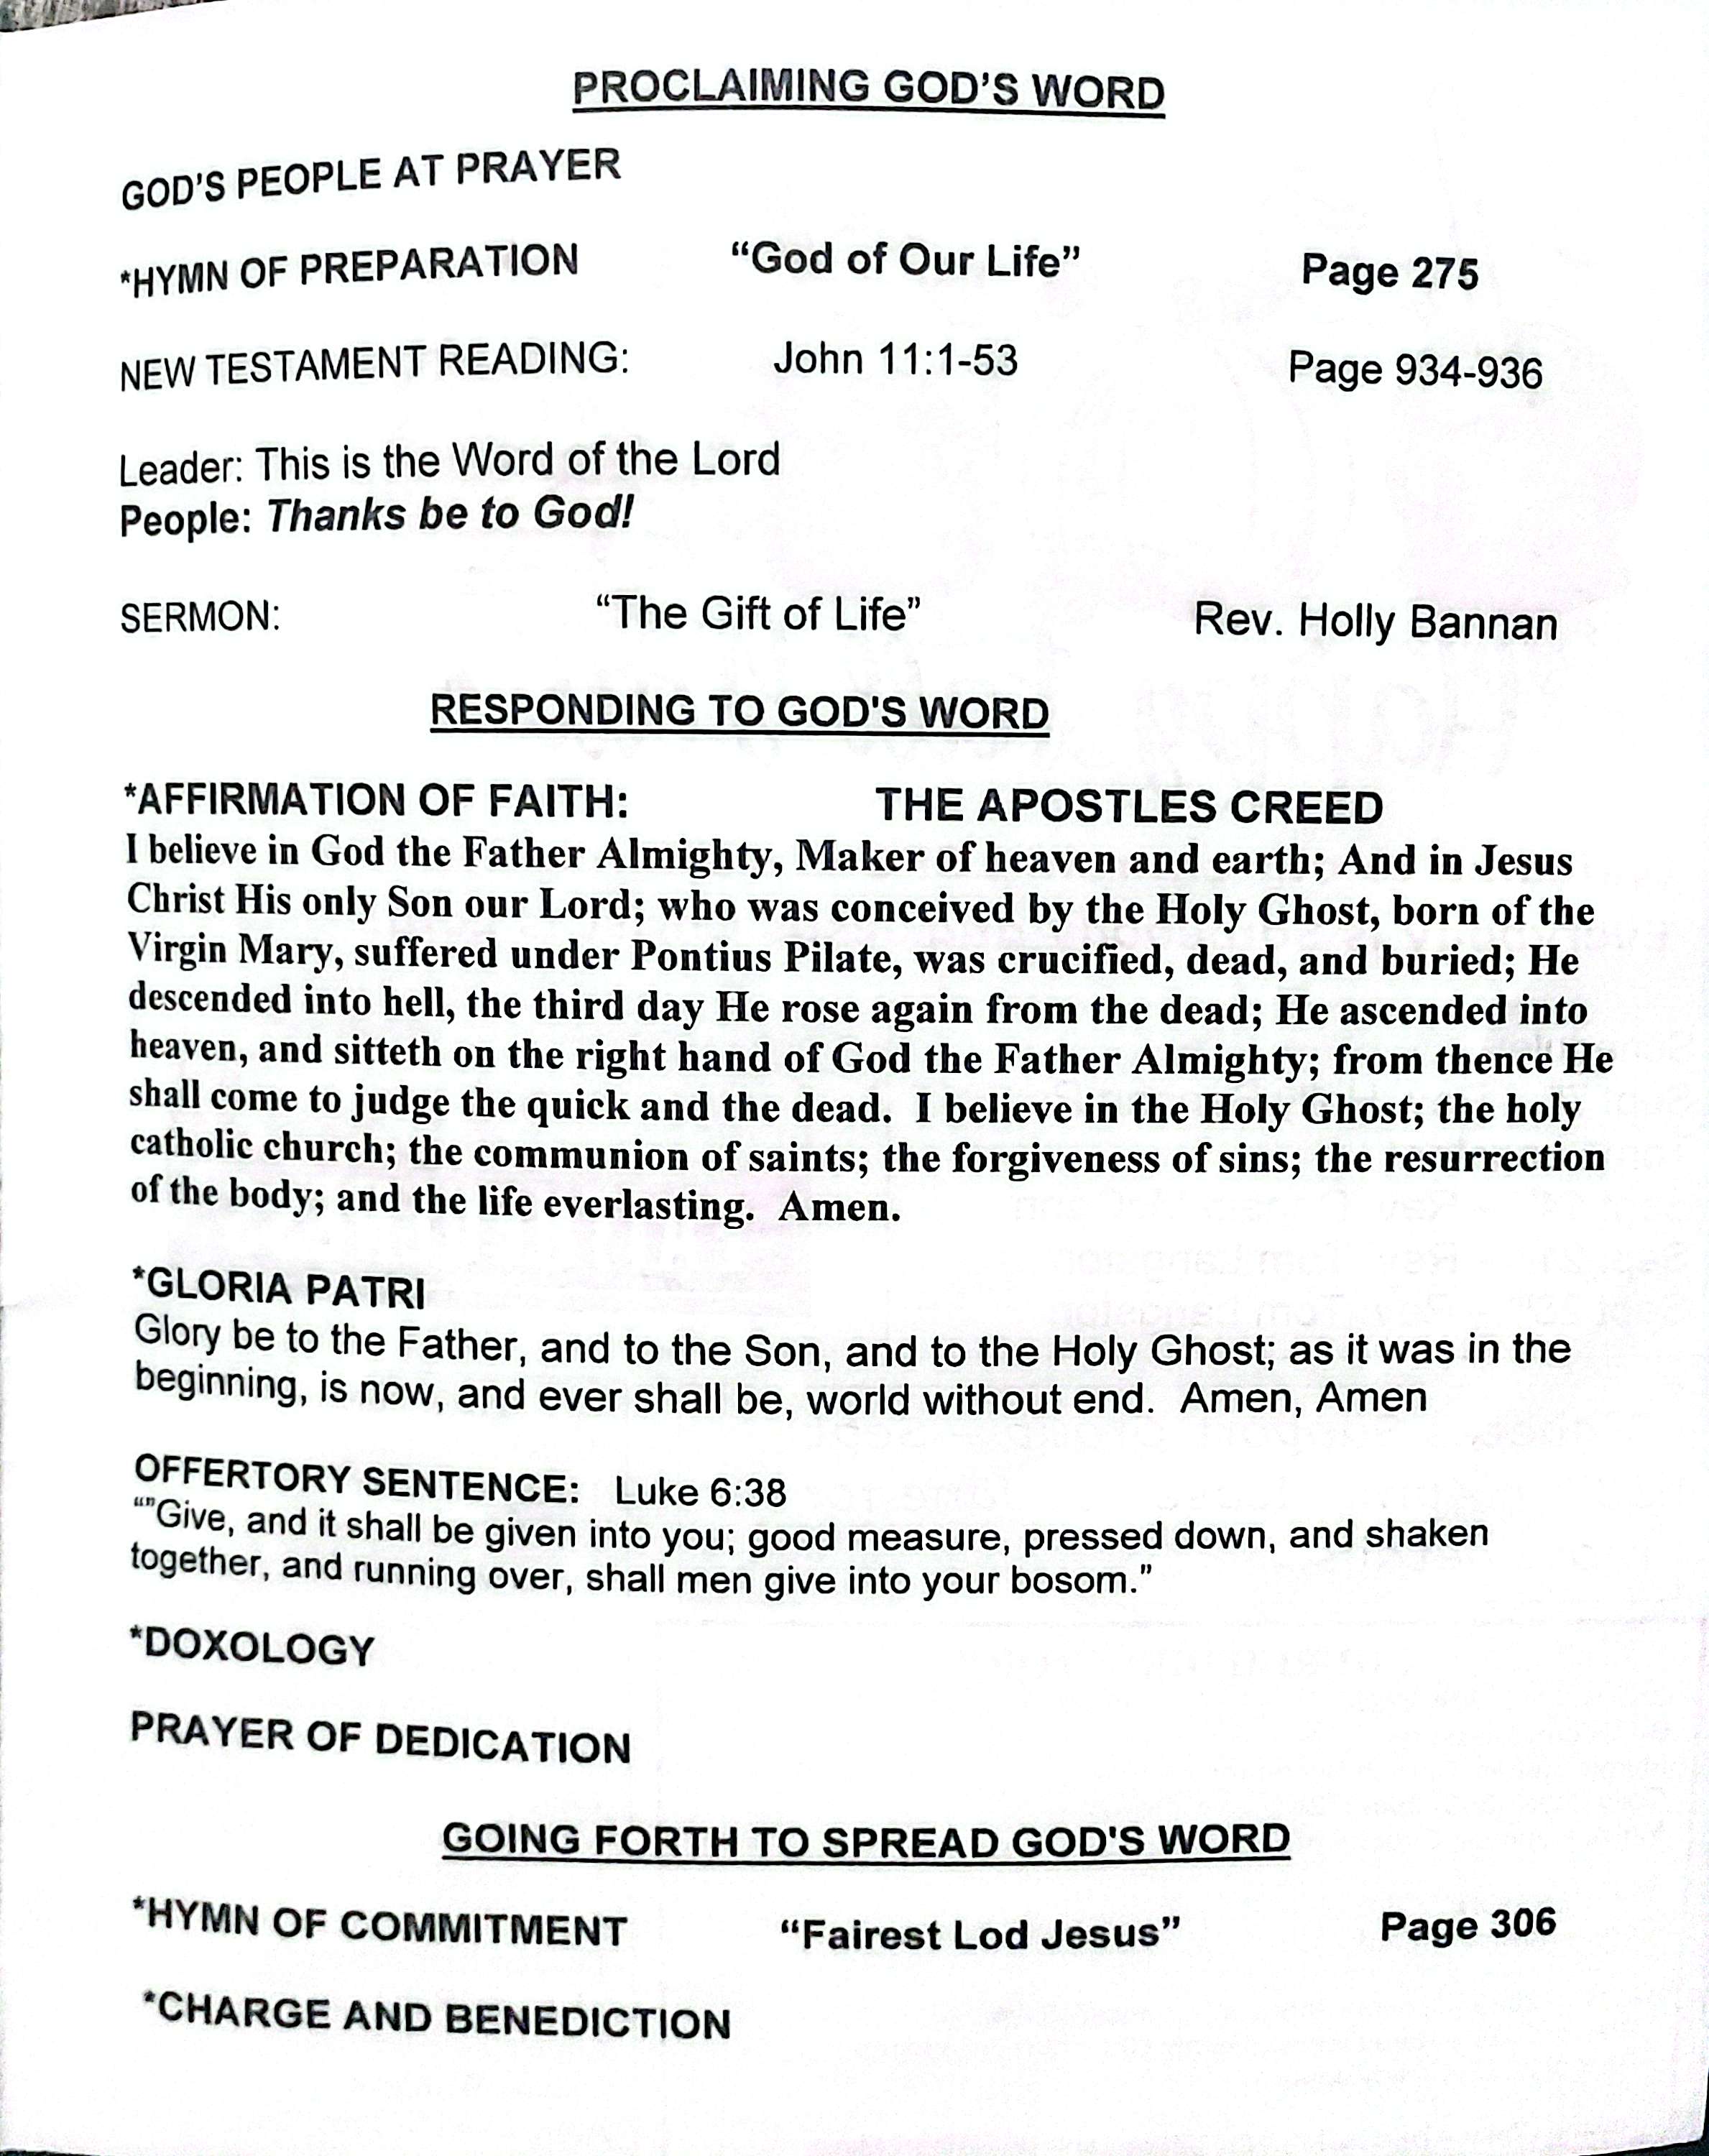 PROCLAIMING GOD'S WORD
GOD'S PEOPLE AT PRAYER
*HYMN OF PREPARATION “God of Our Life” Page 275
NEW TESTAMENT READING: John 11:1-53 Page 934-936
Leader: This is the Word of the Lord
People: Thanks be to God!
SERMON: “The Gift of Life” Rev. Holly Bannan
RESPONDING TO GOD'S WORD
*AFFIRMATION OF FAITH: THE APOSTLES CREED
I believe in God the Father Almighty, Maker of heaven and earth; And in Jesus
Christ His only Son our Lord; who was conceived by the Holy Ghost, born of the
Virgin Mary, suffered under Pontius Pilate, was crucified, dead, and buried; He
descended into hell, the third day He rose again from the dead; He ascended into
heaven, and sitteth on the right hand of God the Father Almighty; from thence He
shall come to judge the quick and the dead. I believe in the Holy Ghost; the holy
catholic church; the communion of saints; the forgiveness of sins; the resurrection
of the body; and the life everlasting. Amen.
*GLORIA PATRI
Glory be to the Father, and to the Son, and to the Holy Ghost; as it was in the
beginning, is now, and ever shall be, world without end. Amen, Amen
OFFERTORY SENTENCE: Luke 6:38
“"Give, and it shall be given into you; good measure, pressed down, and shaken
together, and running over, shall men give into your bosom.”
*DOXOLOGY
PRAYER OF DEDICATION
GOING FORTH TO SPREAD GOD'S WORD
*HYMN OF COMMITMENT “Fairest Lod Jesus” Page 306
*CHARGE AND BENEDICTION